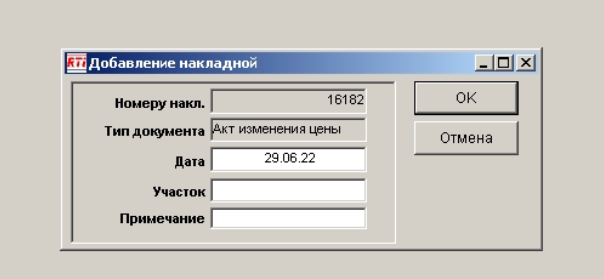 RTi Добавление накладной
Номеру накл. 16182
OK
Тип документа Акт изменения цены
Отмена
Дата 29.06.22
Участок
Примечание